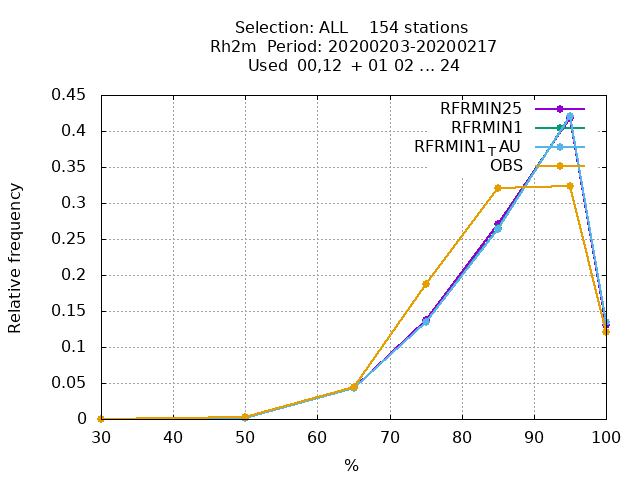 Selection: ALL    154 stations
Rh2m  Period: 20200203-20200217
Used  00,12  + 01 02 ... 24
RFRMIN25
RFRMIN1
RFRMIN1TAU
OBS
Relative frequency
0.45
0.4
0.35
0.3
0.25
0.2
0.15
0.1
0.05
0
30 40 50 60 70 80 90 100
%